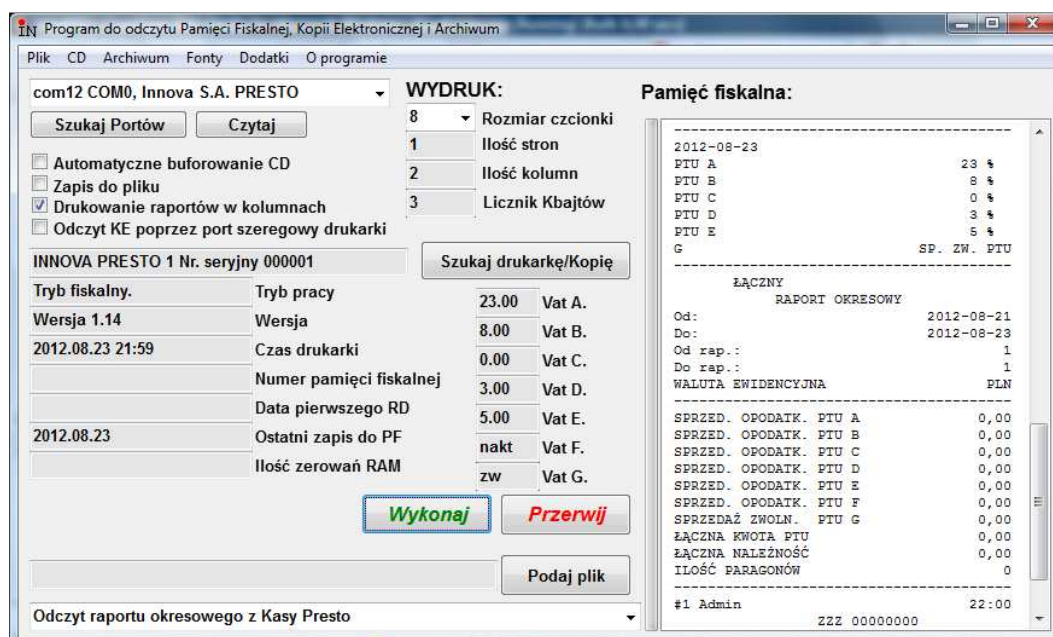 iN Program do odczytu Pamięci Fiskalnej, Kopii Elektronicznej i Archiwum
Plik CD Archiwum Fonty Dodatki O programie
com12 COM0, Innova S.A. PRESTO
Szukaj Portów Czytaj
Automatyczne buforowanie CD
Zapis do pliku
Drukowanie raportów w kolumnach
Odczyt KE poprzez port szeregowy drukarki
WYDRUK:
8 Rozmiar czcionki
1 Ilość stron
2 Ilość kolumn
3 Licznik Kbajtów
INNOVA PRESTO 1 Nr. seryjny 000001
Szukaj drukarkę/Kopię
Tryb fiskalny. Tryb pracy
Wersja 1.14 Wersja
2012.08.23 21:59 Czas drukarki
Numer pamięci fiskalnej
Data pierwszego RD
2012.08.23 Ostatni zapis do PF
Ilość zerowań RAM
23.00 Vat A.
8.00 Vat B.
0.00 Vat C.
3.00 Vat D.
5.00 Vat E.
nakt Vat F.
zw Vat G.
Wykonaj Przerwij
Podaj plik
Odczyt raportu okresowego z Kasy Presto
Pamięć fiskalna:
----------------------------------------
2012-08-23
PTU A 23 %
PTU B 8 %
PTU C 0 %
PTU D 3 %
PTU E 5 %
G SP. ZW. PTU
----------------------------------------
ŁĄCZNY
RAPORT OKRESOWY
Od: 2012-08-21
Do: 2012-08-23
Od rap.: 1
Do rap.: 1
WALUTA EWIDENCYJNA PLN
----------------------------------------
SPRZED. OPODATK. PTU A 0,00
SPRZED. OPODATK. PTU B 0,00
SPRZED. OPODATK. PTU C 0,00
SPRZED. OPODATK. PTU D 0,00
SPRZED. OPODATK. PTU E 0,00
SPRZED. OPODATK. PTU F 0,00
SPRZEDAŻ ZWOLN. PTU G 0,00
ŁĄCZNA KWOTA PTU 0,00
ŁĄCZNA NALEŻNOŚĆ 0,00
ILOŚĆ PARAGONÓW 0
----------------------------------------
#1 Admin 22:00
ZZZ 00000000